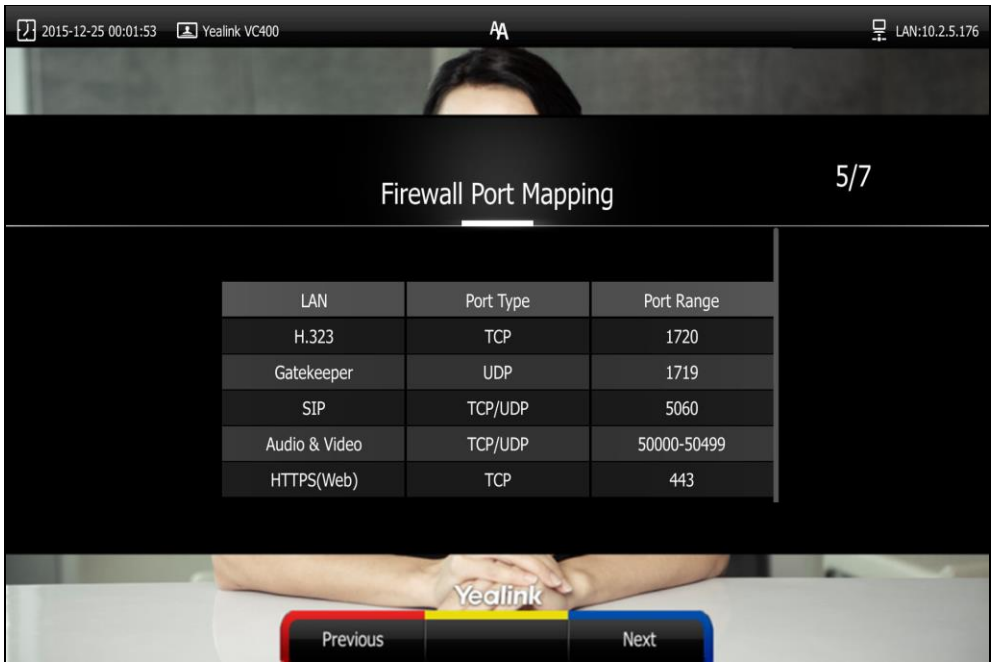 2015-12-25 00:01:53 Yealink VC400 AA LAN:10.2.5.176
5/7
Firewall Port Mapping
LAN Port Type Port Range
H.323 TCP 1720
Gatekeeper UDP 1719
SIP TCP/UDP 5060
Audio & Video TCP/UDP 50000-50499
HTTPS(Web) TCP 443
Yealink
Previous Next